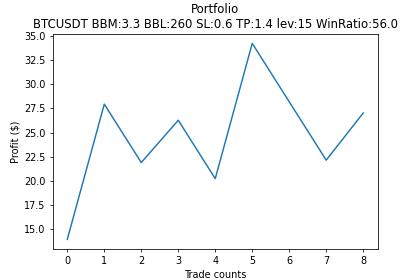 Portfolio
BTCUSDT BBM:3.3 BBL:260 SL:0.6 TP:1.4 lev:15 WinRatio:56.0
35.0
32.5
30.0
27.5
25.0
22.5
20.0
17.5
15.0
Profit ($)
0 1 2 3 4 5 6 7 8
Trade counts